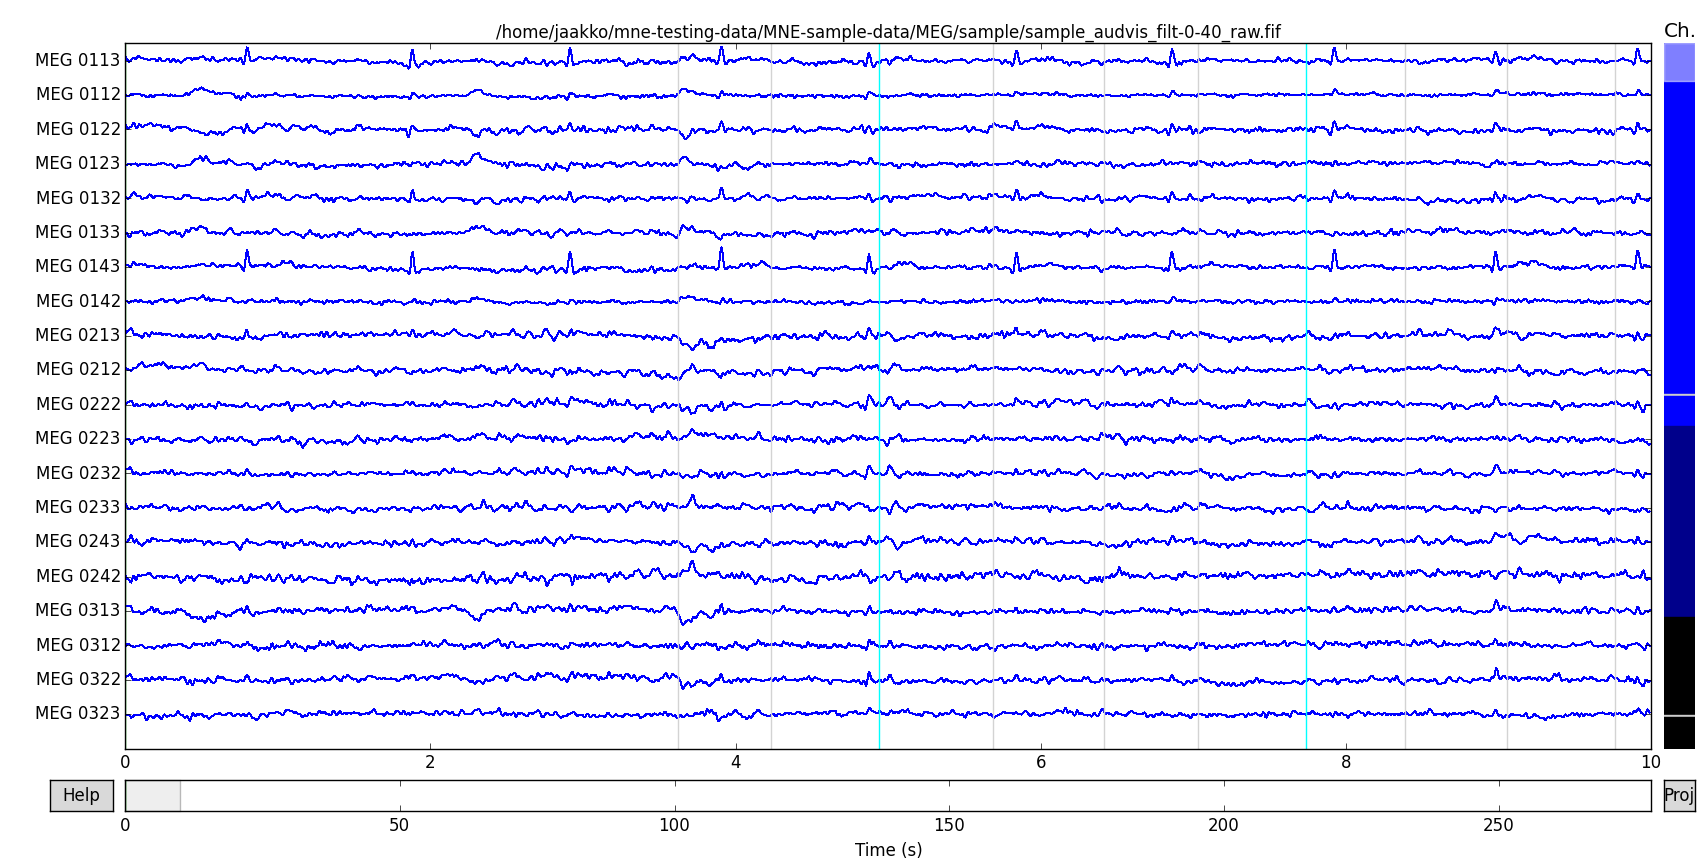 /home/jaakko/mne-testing-data/MNE-sample-data/MEG/sample/sample_audvis_filt-0-40_raw.fif
Ch.
MEG 0113
MEG 0112
MEG 0122
MEG 0123
MEG 0132
MEG 0133
MEG 0143
MEG 0142
MEG 0213
MEG 0212
MEG 0222
MEG 0223
MEG 0232
MEG 0233
MEG 0243
MEG 0242
MEG 0313
MEG 0312
MEG 0322
MEG 0323
0 2 4 6 8 10
Help
Proj
0 50 100 150 200 250
Time (s)